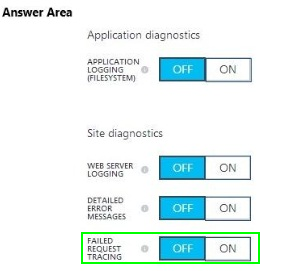 Answer Area
Application diagnostics
APPLICATION
LOGGING
(FILESYSTEM)
OFF ON
Site diagnostics
WEB SERVER
LOGGING
OFF ON
DETAILED
ERROR
MESSAGES
OFF ON
FAILED
REQUEST
TRACING
OFF ON